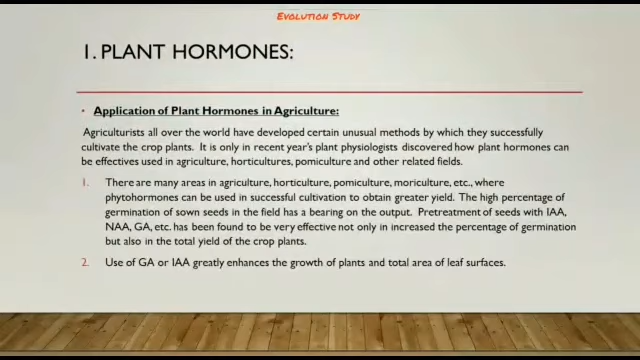 Evolution Study
1. PLANT HORMONES:
• Application of Plant Hormones in Agriculture:
Agriculturists all over the world have developed certain unusual methods by which they successfully
cultivate the crop plants. It is only in recent year's plant physiologists discovered how plant hormones can
be effectives used in agriculture, horticultures, pomiculture and other related fields.
1. There are many areas in agriculture, horticulture, pomiculture, moriculture, etc., where
phytohormones can be used in successful cultivation to obtain greater yield. The high percentage of
germination of sown seeds in the field has a bearing on the output. Pretreatment of seeds with IAA,
NAA, GA, etc. has been found to be very effective not only in increased the percentage of germination
but also in the total yield of the crop plants.
2. Use of GA or IAA greatly enhances the growth of plants and total area of leaf surfaces.